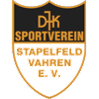 DJK
SPORTVEREIN
STAPELFELD
VAHREN
E. V.